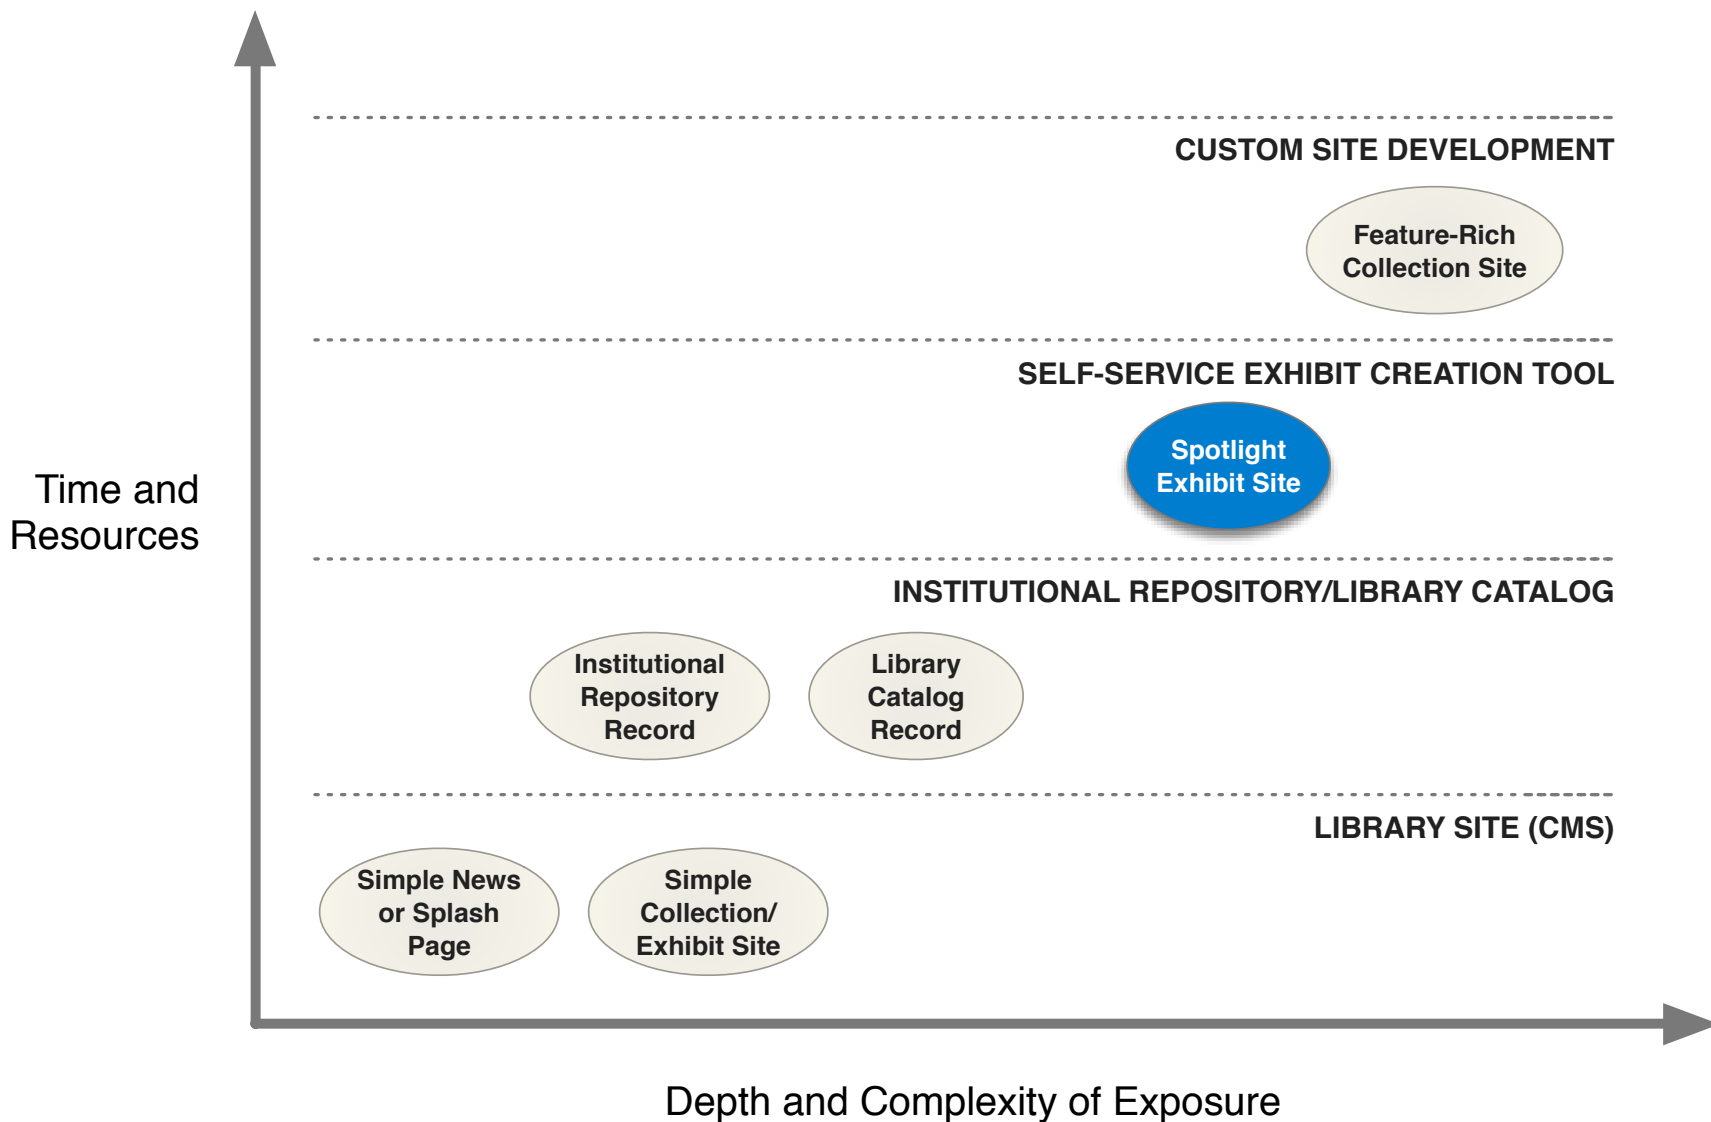 CUSTOM SITE DEVELOPMENT
Feature-Rich
Collection Site
SELF-SERVICE EXHIBIT CREATION TOOL
Spotlight
Exhibit Site
Time and
Resources
INSTITUTIONAL REPOSITORY/LIBRARY CATALOG
Institutional
Repository
Record
Library
Catalog
Record
LIBRARY SITE (CMS)
Simple News
or Splash
Page
Simple
Collection/
Exhibit Site
Depth and Complexity of Exposure